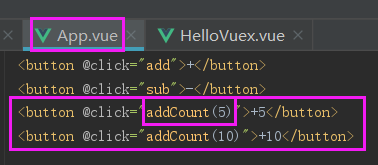 App.vue HelloVuex.vue
<button @click="add">+</button>
<button @click="sub">-</button>
<button @click="addCount(5)">+5</button>
<button @click="addCount(10)">+10</button>